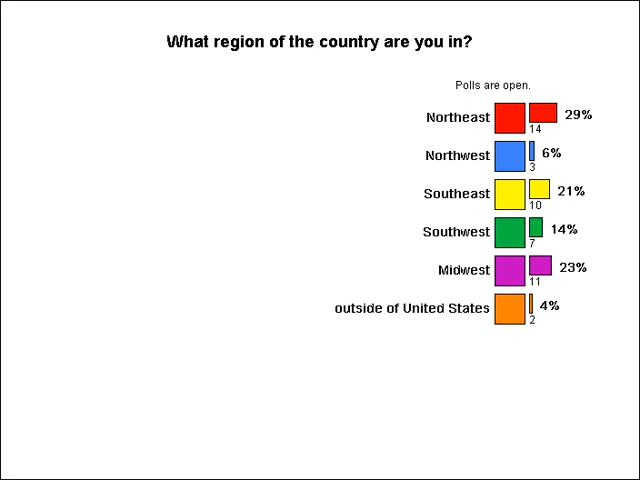 What region of the country are you in?
Polls are open.
Northeast 29%
14
Northwest 6%
3
Southeast 21%
10
Southwest 14%
7
Midwest 23%
11
outside of United States 4%
2